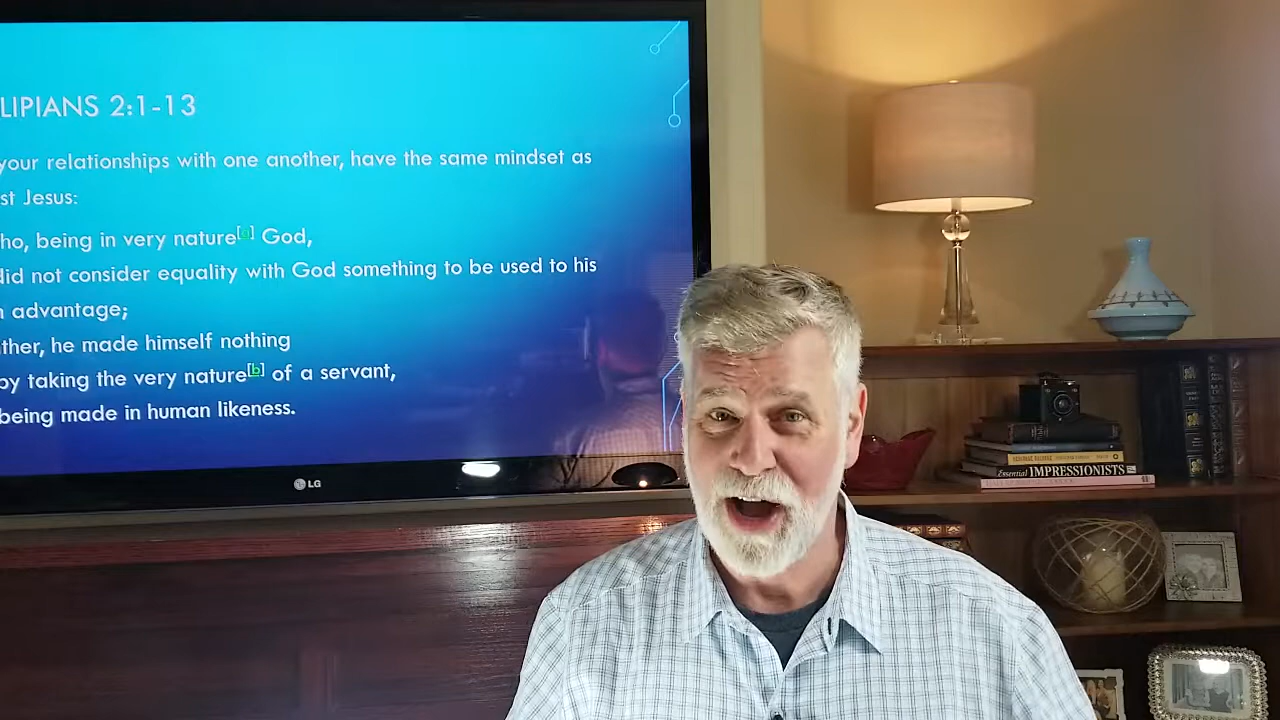 LIPIANS 2:1-13
your relationships with one another, have the same mindset as
st Jesus:
ho, being in very nature[a] God,
did not consider equality with God something to be used to his
n advantage;
ther, he made himself nothing
by taking the very nature[b] of a servant,
being made in human likeness.
LG
Essential IMPRESSIONISTS